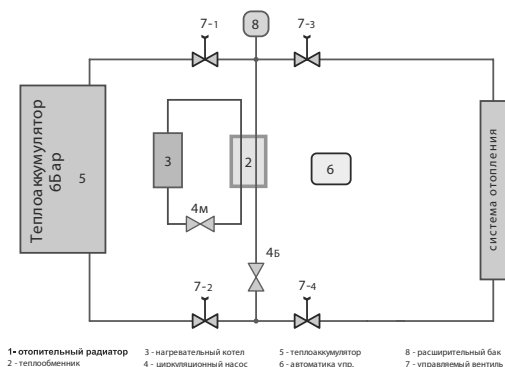 7-1
8
7-3
Теплоаккумулятор
6Бар
5
3
2
6
система отопления
4м
4Б
7-2
7-4
1- отопительный радиатор
2 - теплообменник
3 - нагревательный котел
4 - циркуляционный насос
5 - теплоаккумулятор
6 - автоматика упр.
8 - расширительный бак
7 - управляемый вентиль